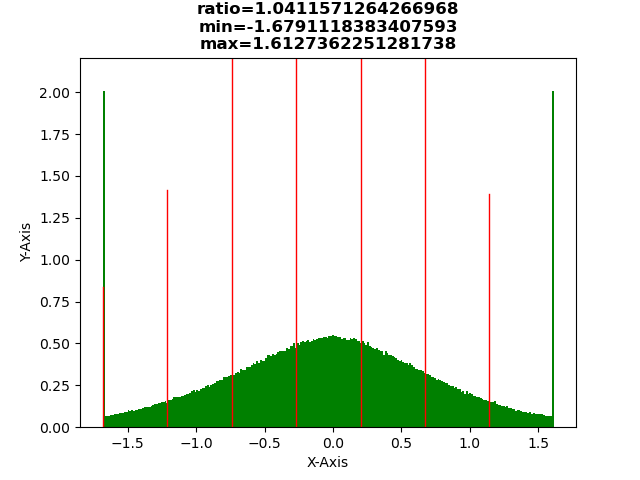 ratio=1.0411571264266968
min=-1.6791118383407593
max=1.6127362251281738
2.00
1.75
1.50
1.25
1.00
0.75
0.50
0.25
0.00
Y-Axis
−1.5 −1.0 −0.5 0.0 0.5 1.0 1.5
X-Axis